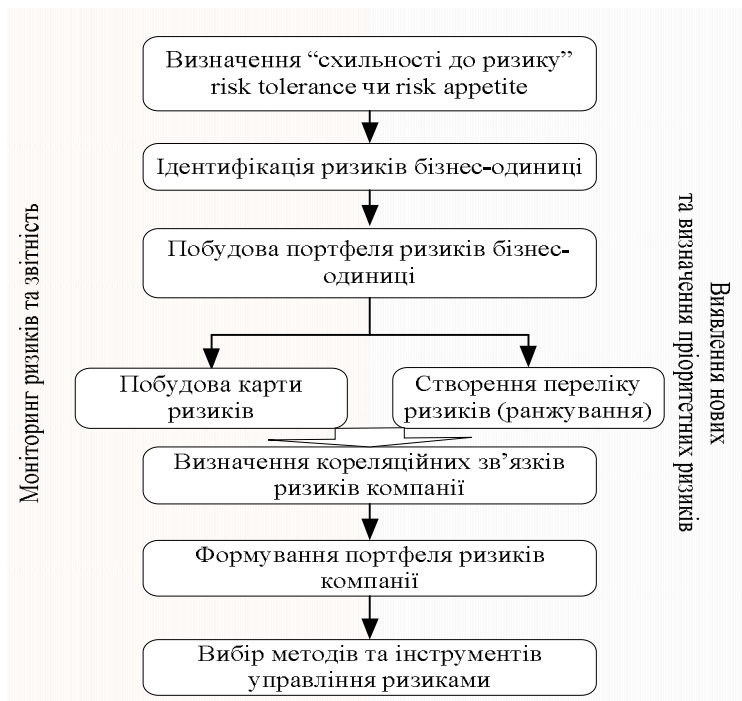 Визначення “схильності до ризику”
risk tolerance чи risk appetite
Ідентифікація ризиків бізнес-одиниці
Побудова портфеля ризиків бізнес-
одиниці
Побудова карти
ризиків
Створення переліку
ризиків (ранжування)
Визначення кореляційних зв’язків
ризиків компанії
Формування портфеля ризиків
компанії
Вибір методів та інструментів
управління ризиками
Моніторинг ризиків та звітність
Виявлення нових
та визначення пріоритетних ризиків